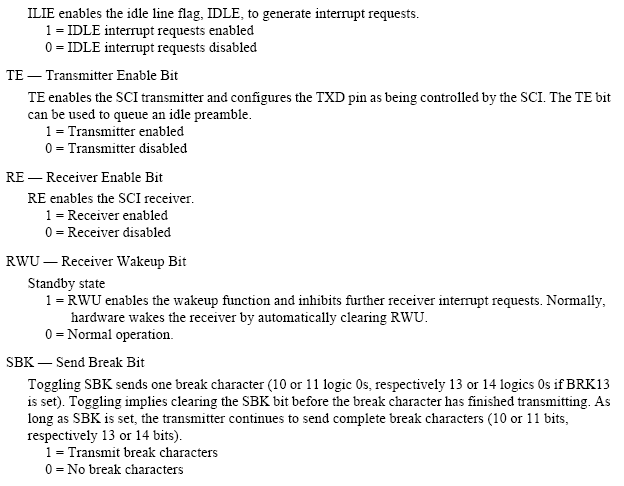 ILIE enables the idle line flag, IDLE, to generate interrupt requests.
1 = IDLE interrupt requests enabled
0 = IDLE interrupt requests disabled
TE — Transmitter Enable Bit
TE enables the SCI transmitter and configures the TXD pin as being controlled by the SCI. The TE bit
can be used to queue an idle preamble.
1 = Transmitter enabled
0 = Transmitter disabled
RE — Receiver Enable Bit
RE enables the SCI receiver.
1 = Receiver enabled
0 = Receiver disabled
RWU — Receiver Wakeup Bit
Standby state
1 = RWU enables the wakeup function and inhibits further receiver interrupt requests. Normally,
hardware wakes the receiver by automatically clearing RWU.
0 = Normal operation.
SBK — Send Break Bit
Toggling SBK sends one break character (10 or 11 logic 0s, respectively 13 or 14 logics 0s if BRK13
is set). Toggling implies clearing the SBK bit before the break character has finished transmitting. As
long as SBK is set, the transmitter continues to send complete break characters (10 or 11 bits,
respectively 13 or 14 bits).
1 = Transmit break characters
0 = No break characters